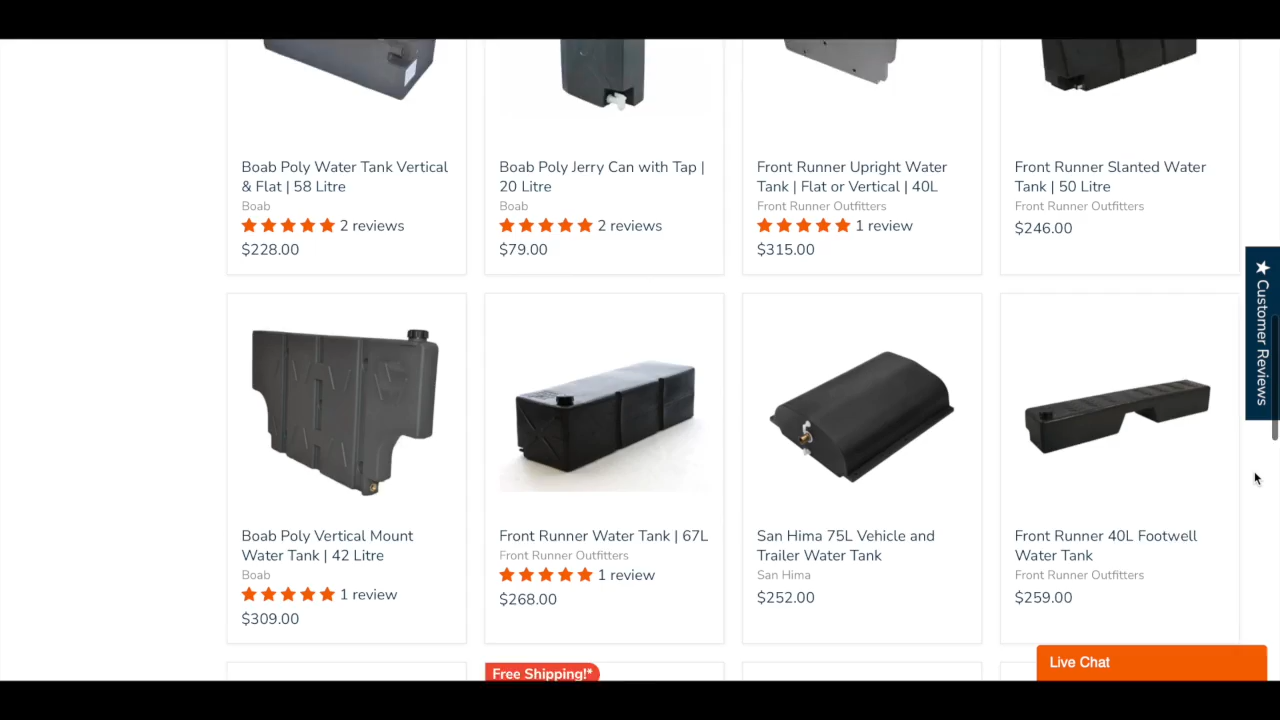 Boab Poly Water Tank Vertical
& Flat | 58 Litre
Boab
2 reviews
$228.00
Boab Poly Jerry Can with Tap |
20 Litre
Boab
2 reviews
$79.00
Front Runner Upright Water
Tank | Flat or Vertical | 40L
Front Runner Outfitters
1 review
$315.00
Front Runner Slanted Water
Tank | 50 Litre
Front Runner Outfitters
$246.00
★ Customer Reviews
Boab Poly Vertical Mount
Water Tank | 42 Litre
Boab
1 review
$309.00
Front Runner Water Tank | 67L
Front Runner Outfitters
1 review
$268.00
San Hima 75L Vehicle and
Trailer Water Tank
San Hima
$252.00
Front Runner 40L Footwell
Water Tank
Front Runner Outfitters
$259.00
Free Shipping!*
Live Chat